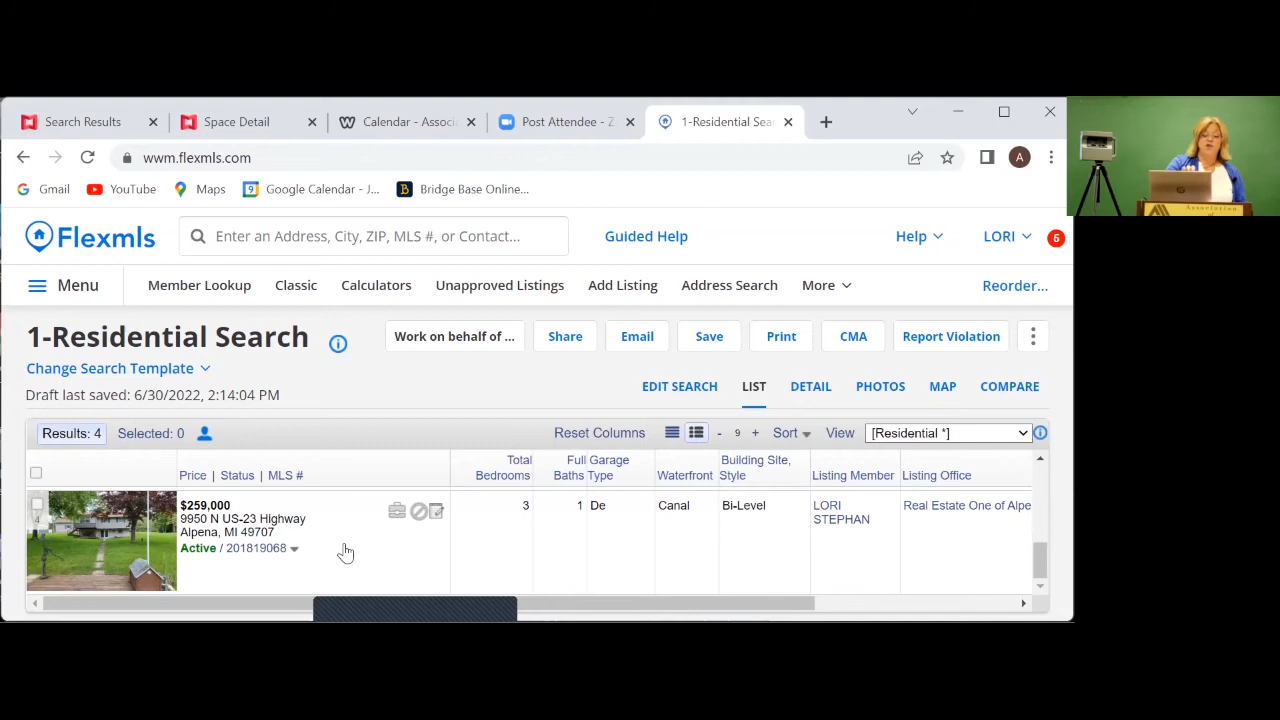 Search Results
Space Detail
Calendar - Associ
Post Attendee - Z
1-Residential Sea
www.flexmls.com
A
Gmail
YouTube
Maps
Google Calendar - J...
Bridge Base Online...
Flexmls
Enter an Address, City, ZIP, MLS #, or Contact...
Guided Help
Help
LORI
6
Menu
Member Lookup
Classic
Calculators
Unapproved Listings
Add Listing
Address Search
More
Reorder...
1-Residential Search
Work on behalf of ...
Share
Email
Save
Print
CMA
Report Violation
Change Search Template
Draft last saved: 6/30/2022, 2:14:04 PM
EDIT SEARCH
LIST
DETAIL
PHOTOS
MAP
COMPARE
Results: 4
Selected: 0
Reset Columns
- 9 +
Sort
View
[Residential *]
Price | Status | MLS #
Total Bedrooms
Full Baths
Garage Type
Waterfront
Building Site, Style
Listing Member
Listing Office
4
$259,000
9950 N US-23 Highway
Alpena, MI 49707
Active / 201819068
3
1
De
Canal
Bi-Level
LORI
STEPHAN
Real Estate One of Alpe
Association
of